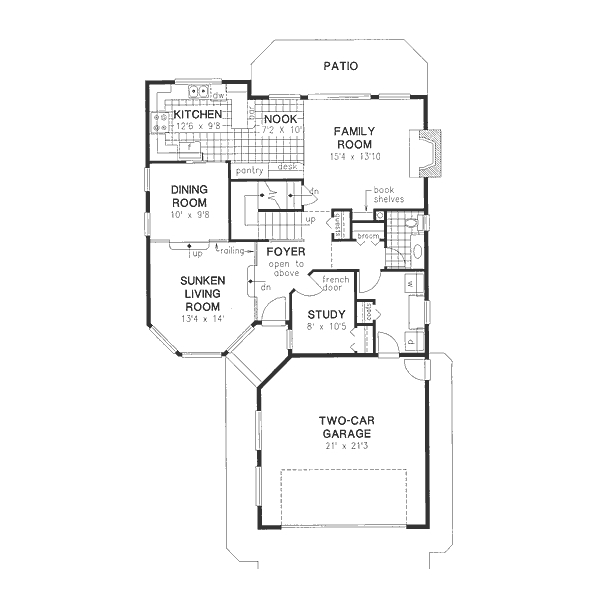 PATIO
KITCHEN
12'6 x 9'8
dw
bar
NOOK
7'2 x 10'
f
FAMILY
ROOM
15'4 x 13'10
pantry
desk
DINING
ROOM
10' x 9'8
dn
up
book
shelves
guests
broom
up
railing
FOYER
open to
above
dn
SUNKEN
LIVING
ROOM
13'4 x 14'
french
door
STUDY
8' x 10'5
coats
w
d
TWO-CAR
GARAGE
21' x 21'3